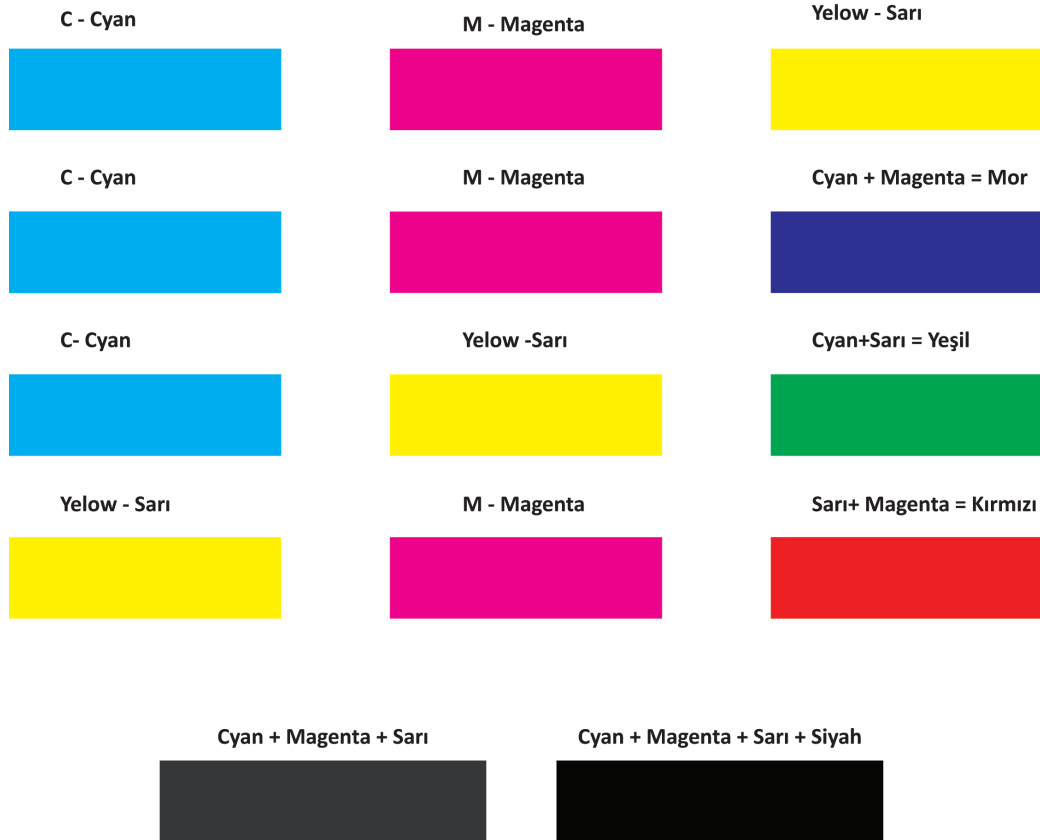 C - Cyan
M - Magenta
Yelow - Sarı
C - Cyan
M - Magenta
Cyan + Magenta = Mor
C- Cyan
Yelow -Sarı
Cyan+Sarı = Yeşil
Yelow - Sarı
M - Magenta
Sarı+ Magenta = Kırmızı
Cyan + Magenta + Sarı
Cyan + Magenta + Sarı + Siyah